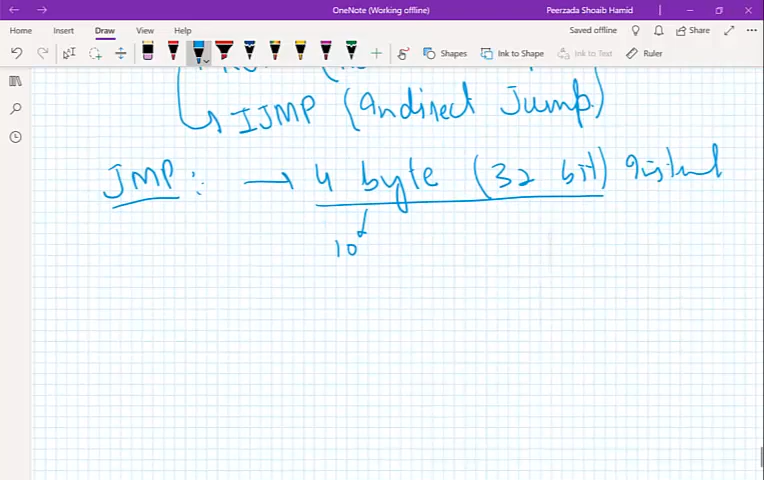 OneNote (Working offline)
Peerzada Shoaib Hamid
Home Insert Draw View Help
Saved offline Share
Shapes Ink to Shape Ink to Text Ruler
IJMP (Indirect Jump)
JMP: → 4 byte (32 bit)
10